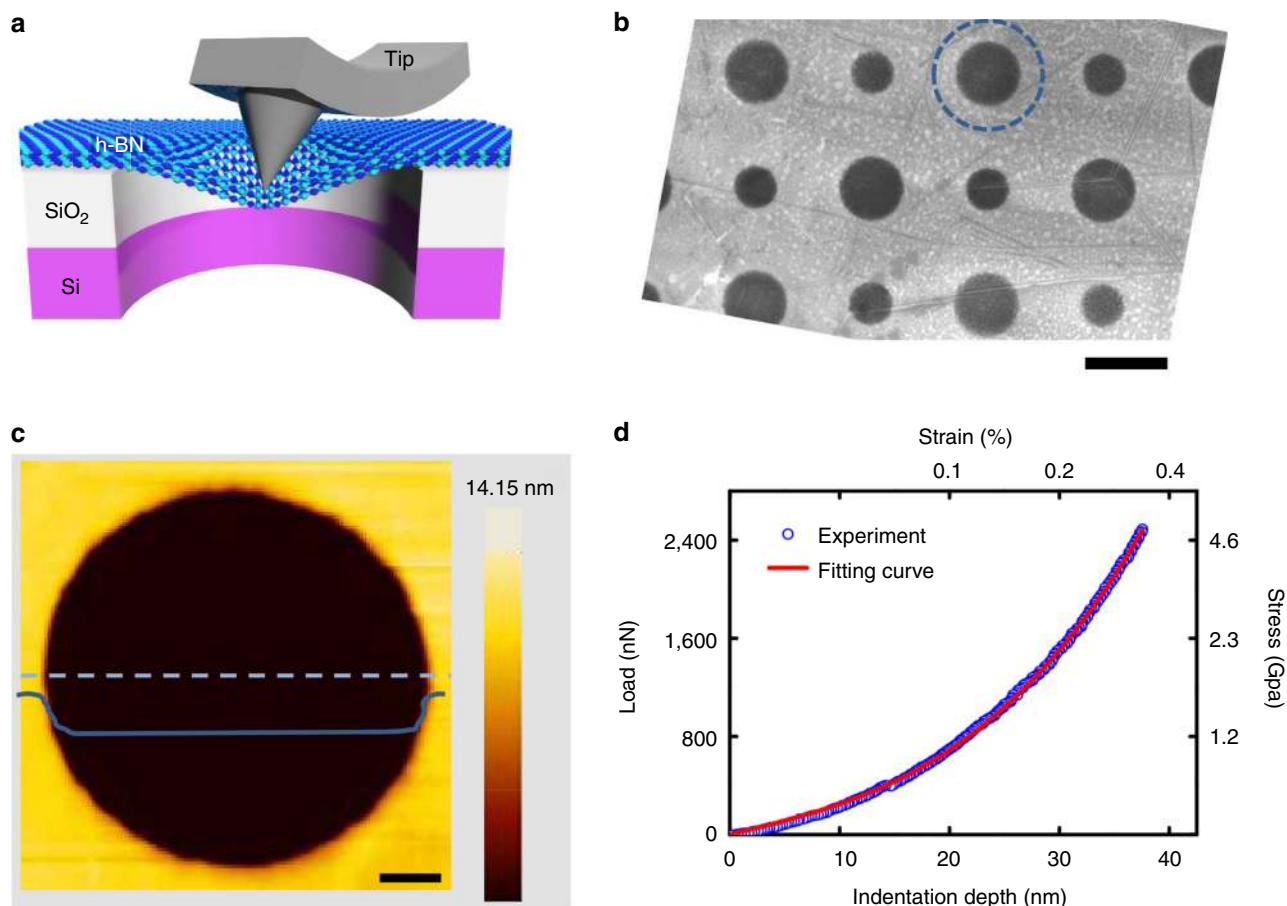 a
Tip
h-BN
SiO₂
Si
b
c
14.15 nm
d
Strain (%)
0.1 0.2 0.4
2,400
1,600
800
0
Load (nN)
Experiment
Fitting curve
4.6
2.3
1.2
Stress (Gpa)
0 10 20 30 40
Indentation depth (nm)